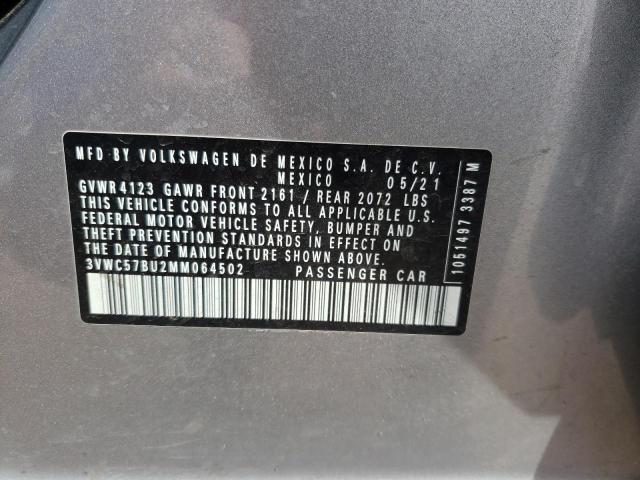 MFD BY VOLKSWAGEN DE MEXICO S.A. DE C.V.
MEXICO 05/21
GVWR 4123 GAWR FRONT 2161 / REAR 2072 LBS
THIS VEHICLE CONFORMS TO ALL APPLICABLE U.S.
FEDERAL MOTOR VEHICLE SAFETY, BUMPER AND
THEFT PREVENTION STANDARDS IN EFFECT ON
THE DATE OF MANUFACTURE SHOWN ABOVE.
3VWC57BU2MM064502 PASSENGER CAR
1051497 3387 M